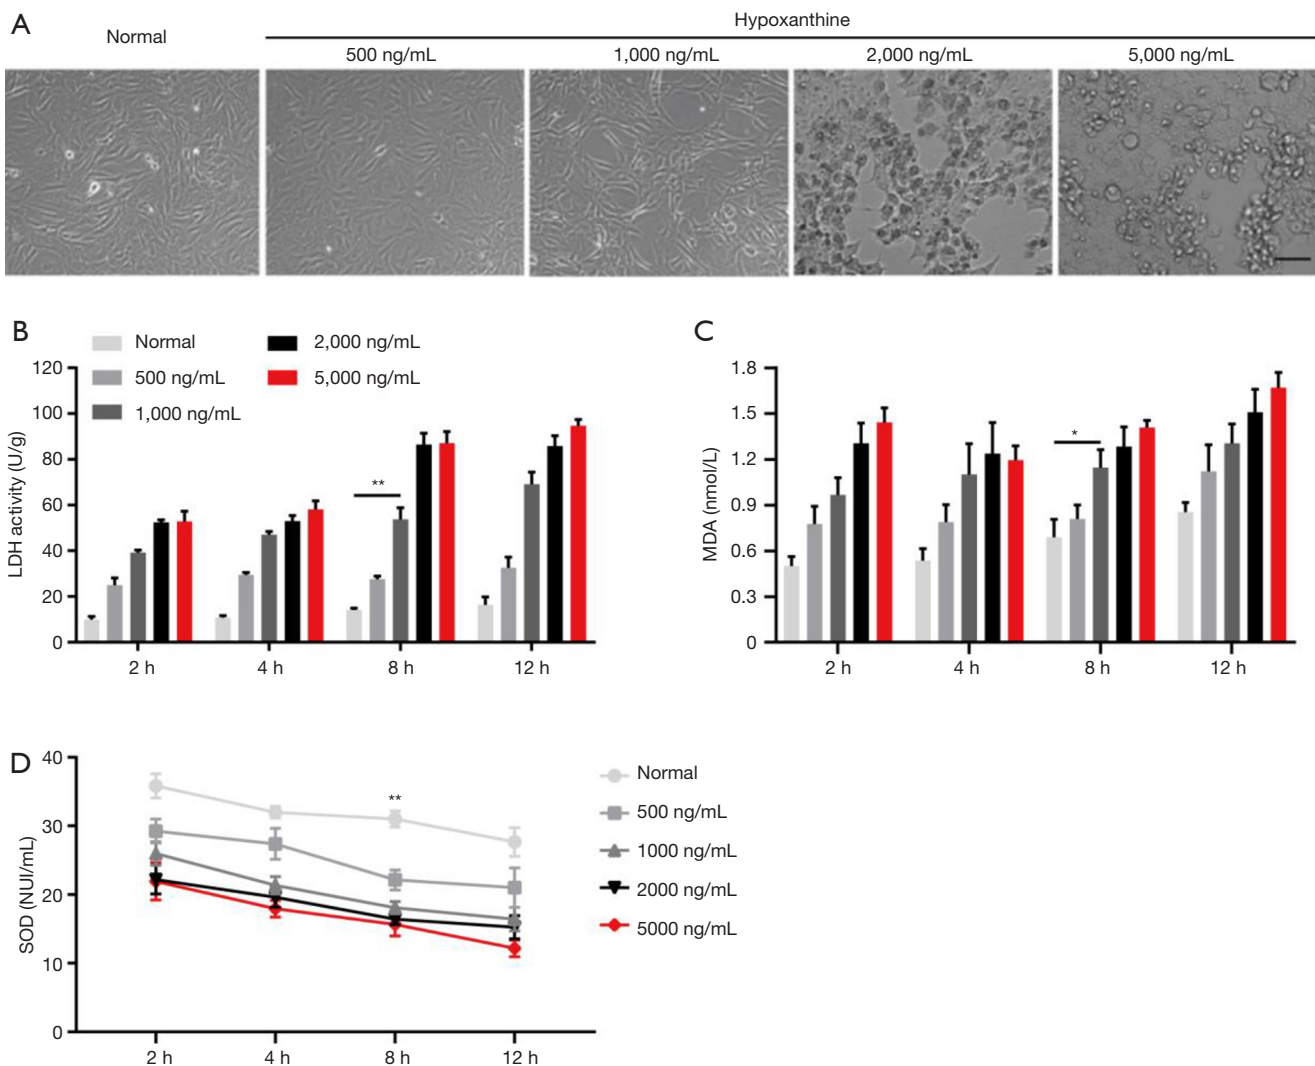 A
Normal
Hypoxanthine
500 ng/mL
1,000 ng/mL
2,000 ng/mL
5,000 ng/mL
B
Normal
500 ng/mL
1,000 ng/mL
2,000 ng/mL
5,000 ng/mL
LDH activity (U/g)
120
100
80
60
40
20
0
**
2 h
4 h
8 h
12 h
C
MDA (nmol/L)
1.8
1.5
1.2
0.9
0.6
0.3
0
*
2 h
4 h
8 h
12 h
D
SOD (NUI/mL)
40
30
20
10
0
**
2 h
4 h
8 h
12 h
Normal
500 ng/mL
1000 ng/mL
2000 ng/mL
5000 ng/mL